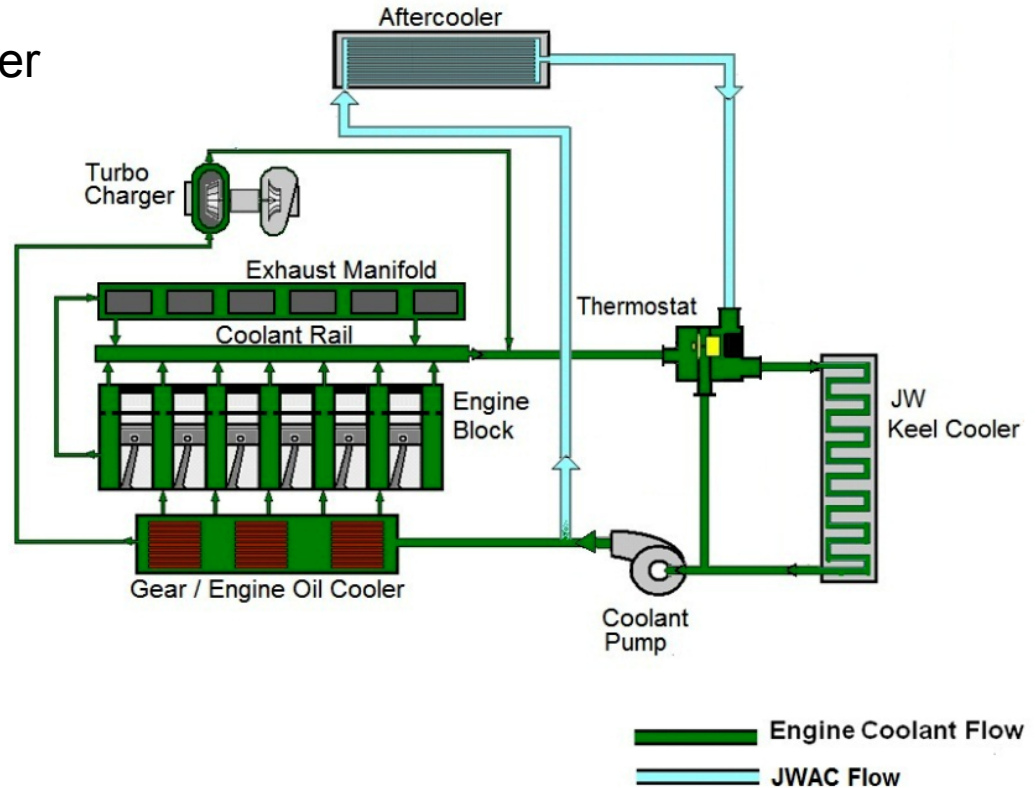 Aftercooler
er
Turbo
Charger
Exhaust Manifold
Thermostat
Coolant Rail
Engine
Block
JW
Keel Cooler
Gear / Engine Oil Cooler
Coolant
Pump
Engine Coolant Flow
JWAC Flow